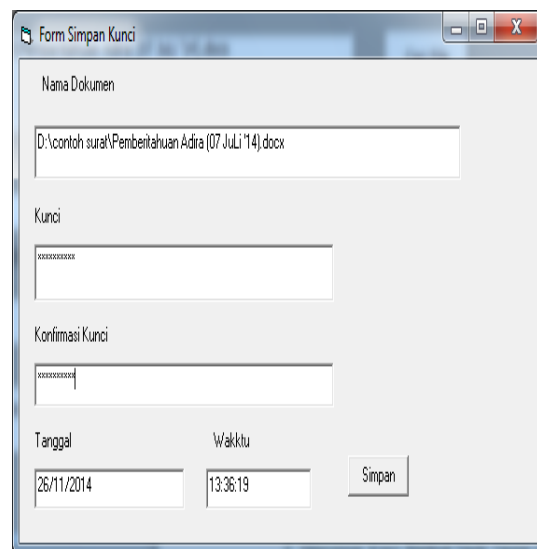 Form Simpan Kunci
Nama Dokumen
D:\contoh surat\Pemberitahuan Adira (07 JuLi '14).docx
Kunci
××××××××××
Konfirmasi Kunci
××××××××××
Tanggal Wakktu
26/11/2014 13:36:19 Simpan